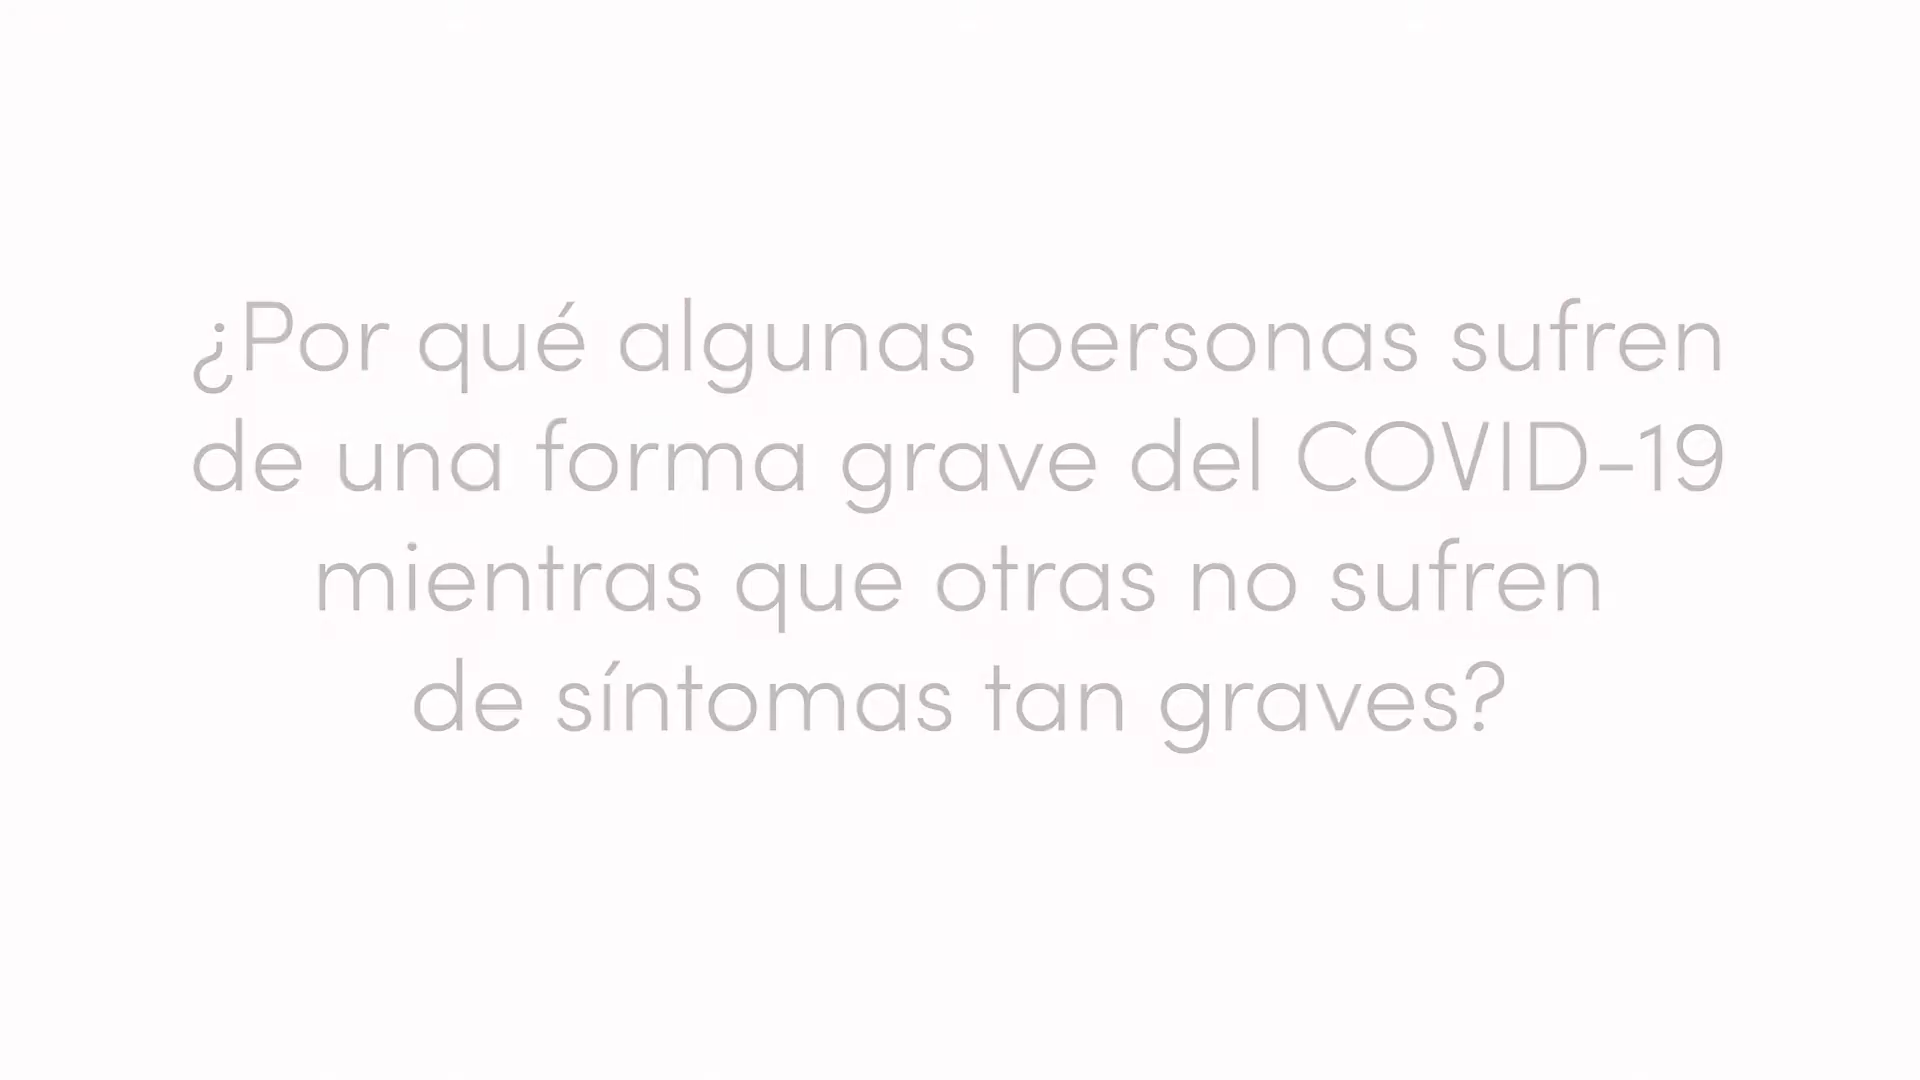 ¿Por qué algunas personas sufren
de una forma grave del COVID-19
mientras que otras no sufren
de síntomas tan graves?